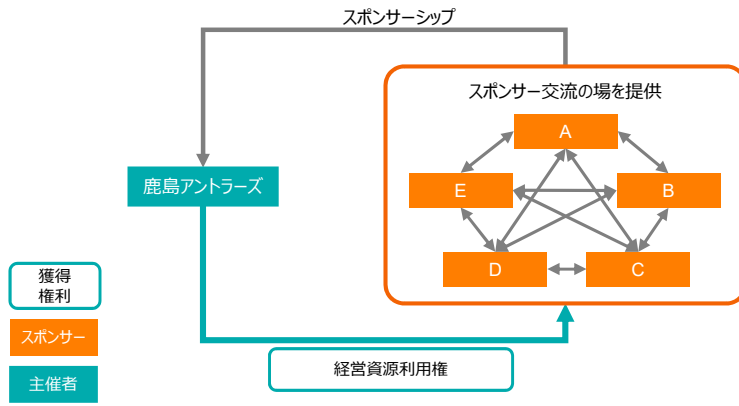 スポンサーシップ
スポンサー交流の場を提供
A
鹿島アントラーズ
E
B
D
C
獲得
権利
スポンサー
経営資源利用権
主催者